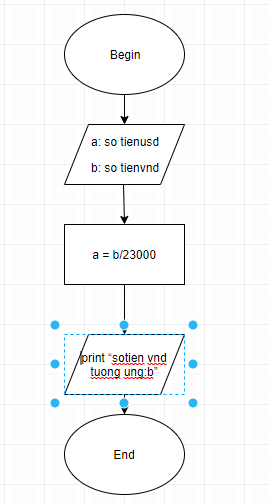 Begin
a: so tienusd
b: so tienvnd
a = b/23000
print “sotien vnd
tuong ung:b”
End